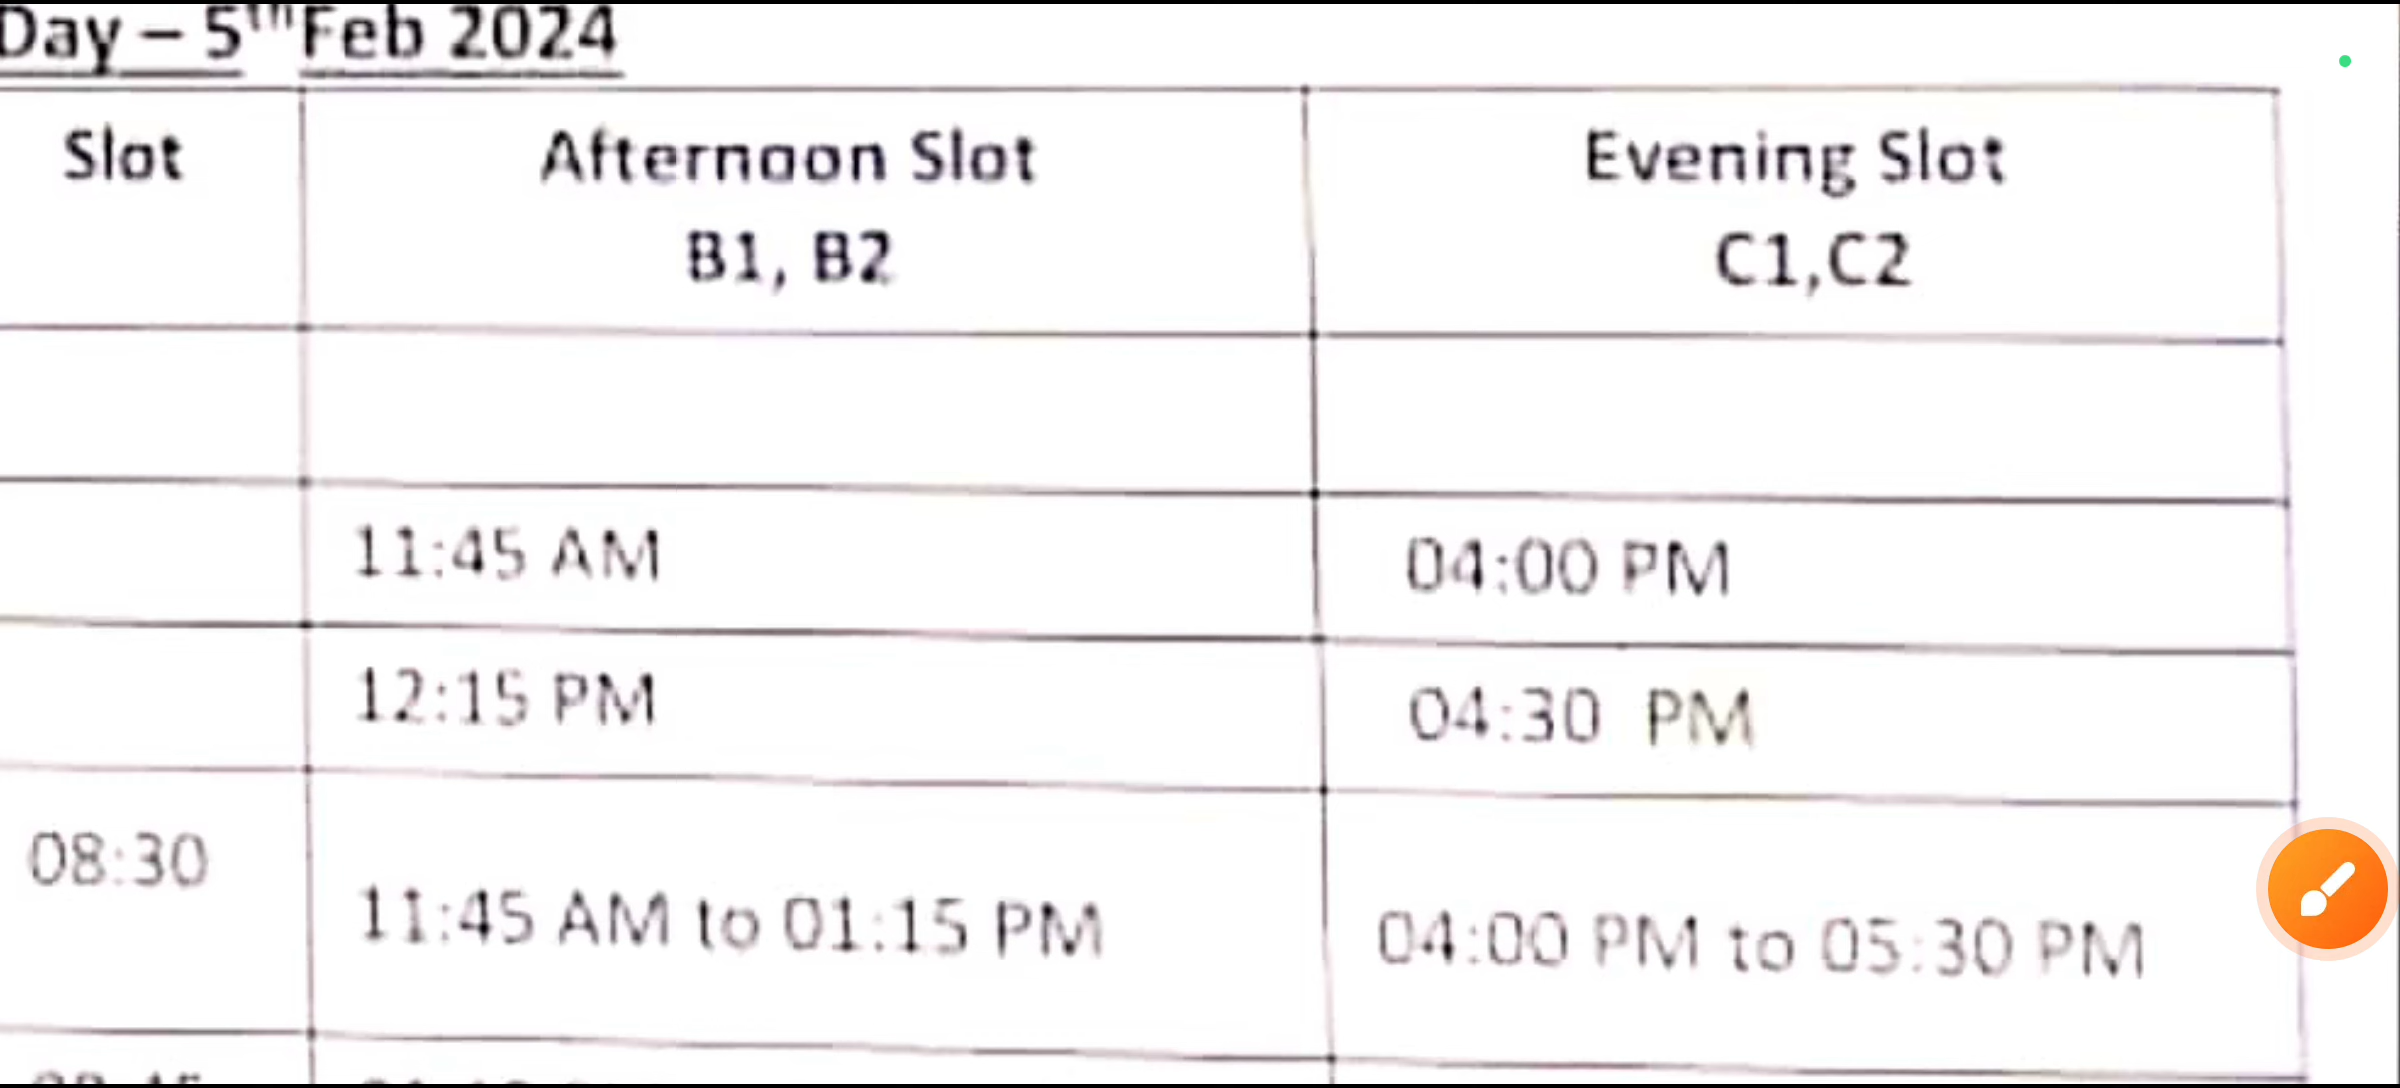 Day – 5th Feb 2024
Slot
Afternoon Slot
B1, B2
Evening Slot
C1,C2
11:45 AM
04:00 PM
12:15 PM
04:30 PM
08:30
11:45 AM to 01:15 PM
04:00 PM to 05:30 PM